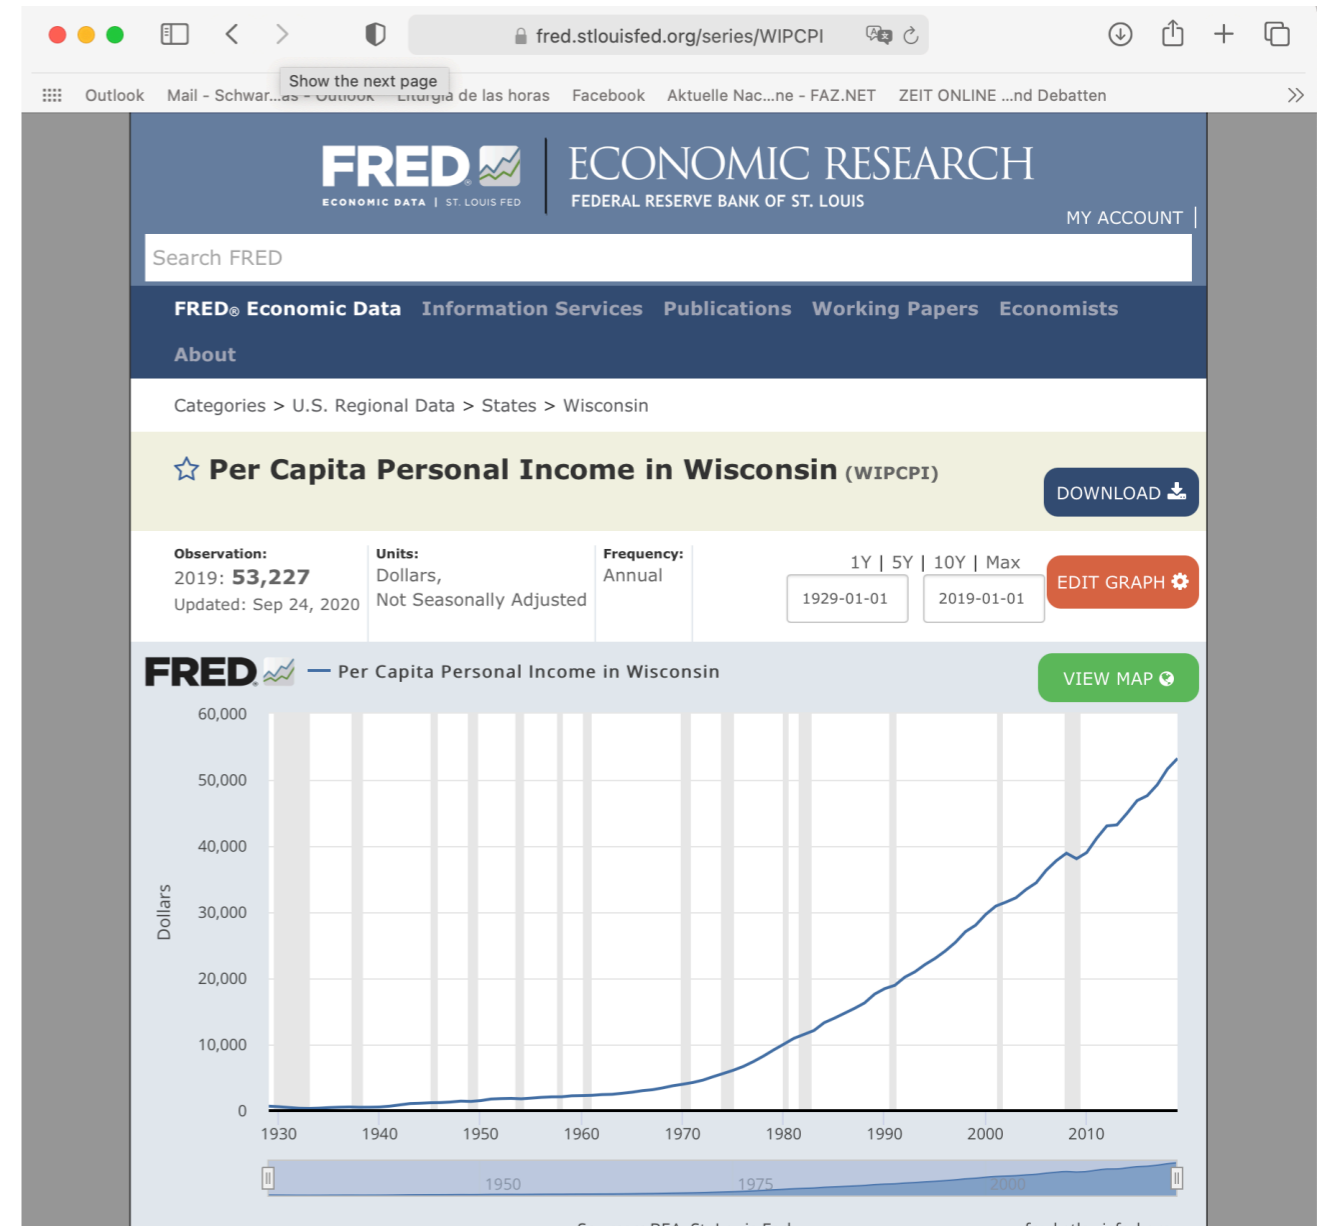 fred.stlouisfed.org/series/WIPCPI
Show the next page
Outlook Mail - Schwar...as - Outlook Liturgia de las horas Facebook Aktuelle Nac...ne - FAZ.NET ZEIT ONLINE ...nd Debatten
FRED® ECONOMIC RESEARCH
ECONOMIC DATA | ST. LOUIS FED FEDERAL RESERVE BANK OF ST. LOUIS
MY ACCOUNT |
Search FRED
FRED® Economic Data Information Services Publications Working Papers Economists
About
Categories > U.S. Regional Data > States > Wisconsin
Per Capita Personal Income in Wisconsin (WIPCPI)
DOWNLOAD
Observation: Units: Frequency:
2019: 53,227 Dollars, Annual
Updated: Sep 24, 2020 Not Seasonally Adjusted
1Y | 5Y | 10Y | Max
1929-01-01 2019-01-01
EDIT GRAPH
FRED Per Capita Personal Income in Wisconsin
VIEW MAP
60,000
50,000
40,000
30,000
20,000
10,000
0
Dollars
1930 1940 1950 1960 1970 1980 1990 2000 2010
1950 1975 2000